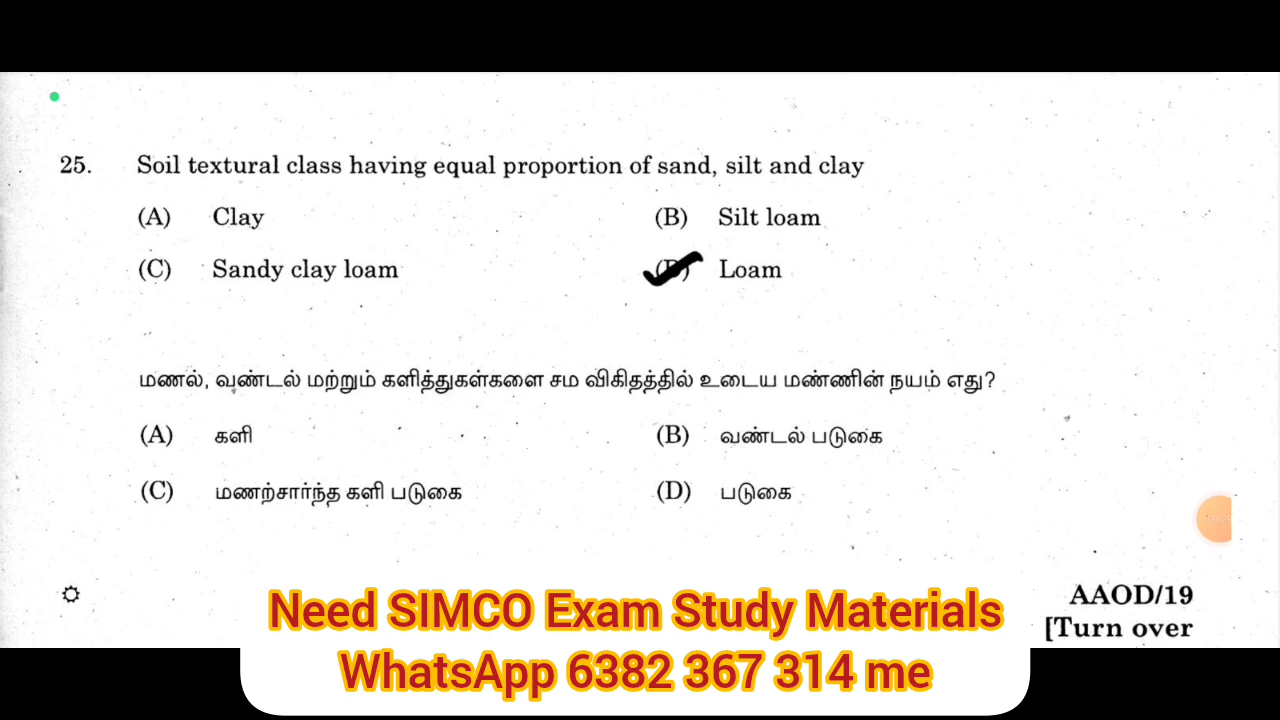 25. Soil textural class having equal proportion of sand, silt and clay
(A) Clay (B) Silt loam
(C) Sandy clay loam (D) Loam
மணல், வண்டல் மற்றும் களித்துகள்களை சம விகிதத்தில் உடைய மண்ணின் நயம் எது?
(A) களி (B) வண்டல் படுகை
(C) மணற்சார்ந்த களி படுகை (D) படுகை
AAOD/19
[Turn over
Need SIMCO Exam Study Materials
WhatsApp 6382 367 314 me